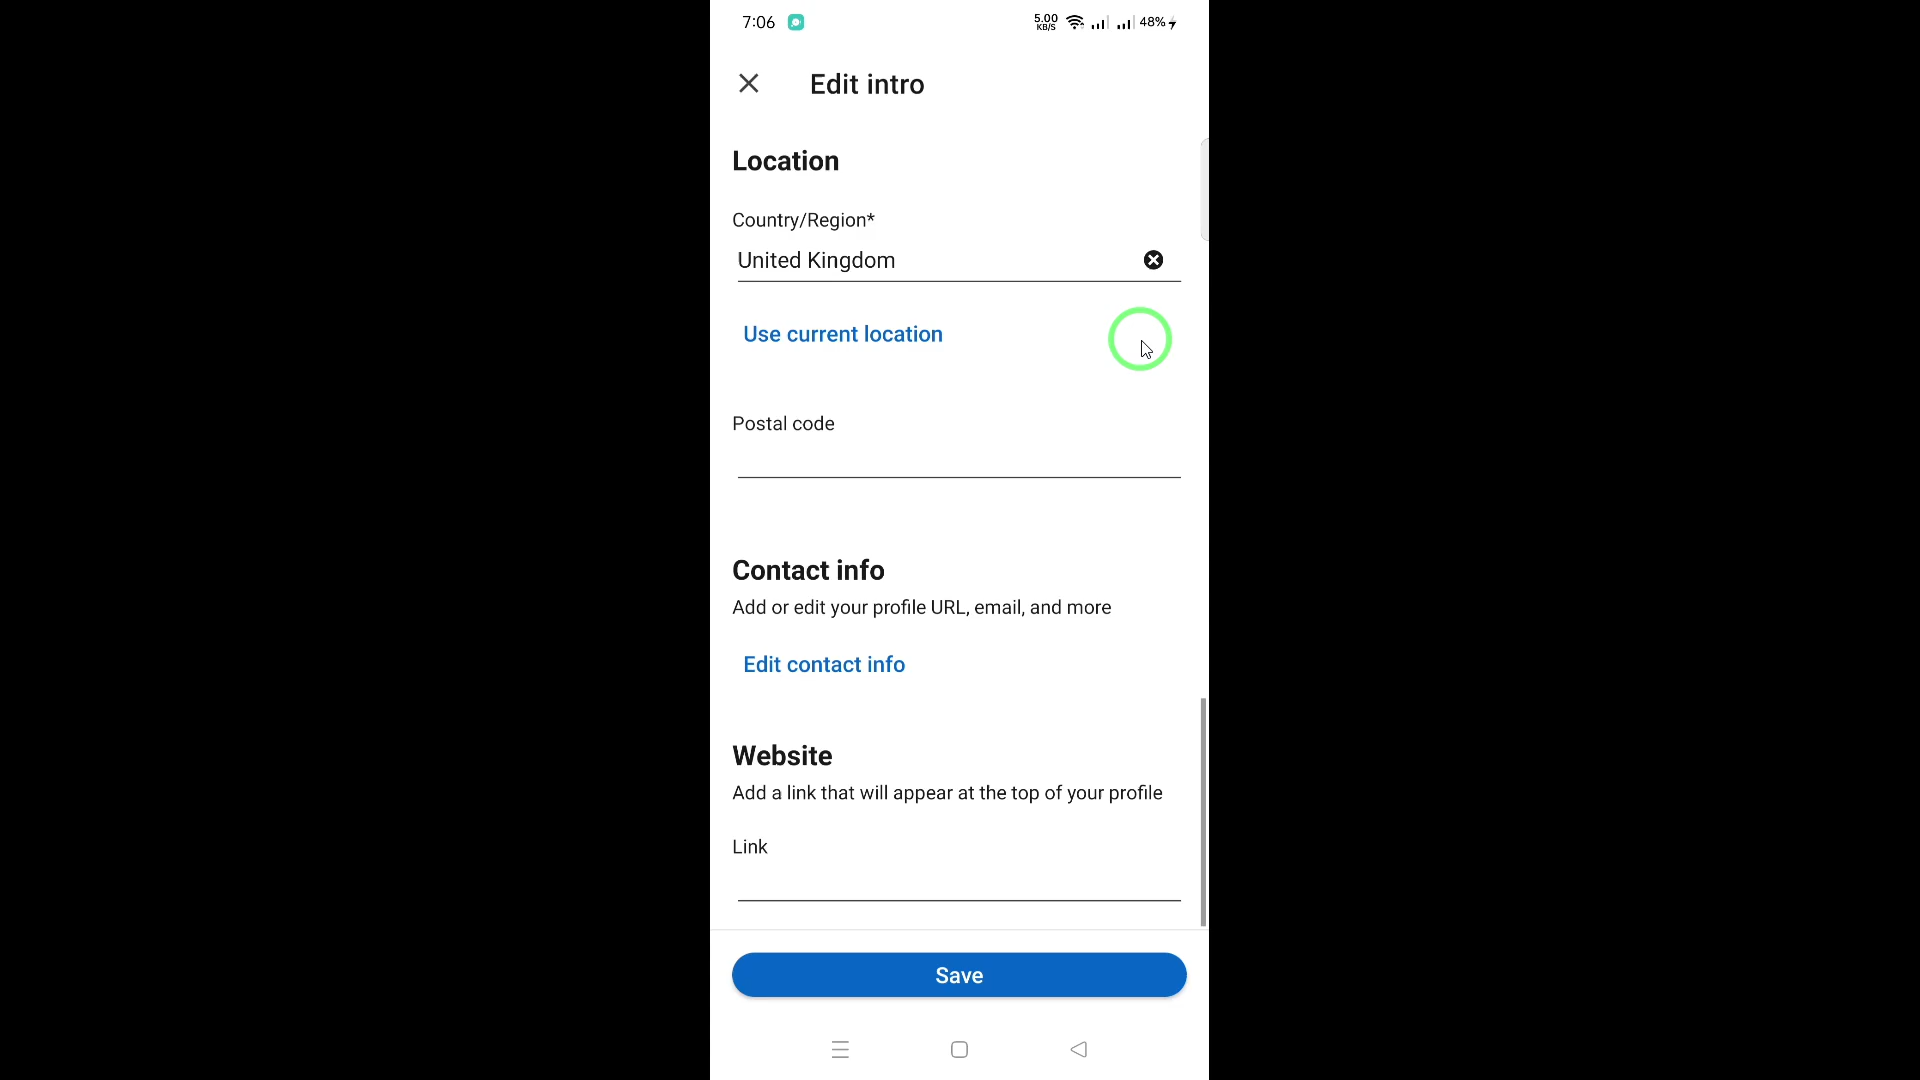 7:06
5.00
KB/S
48%
Edit intro
Location
Country/Region*
United Kingdom
Use current location
Postal code
Contact info
Add or edit your profile URL, email, and more
Edit contact info
Website
Add a link that will appear at the top of your profile
Link
Save